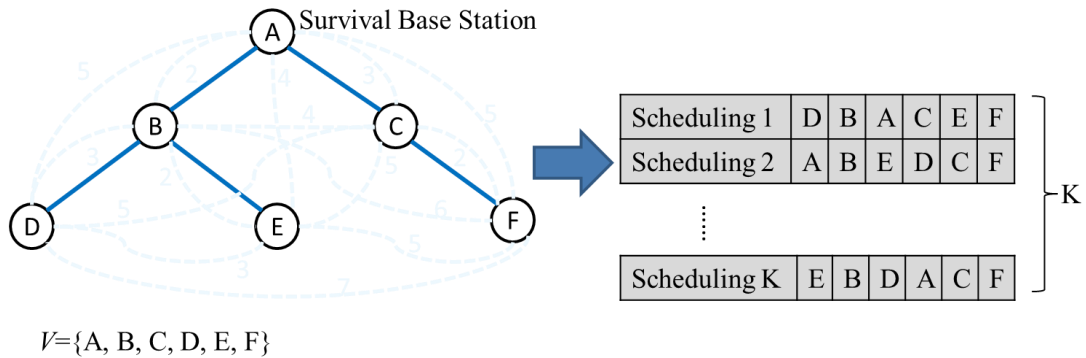 Survival Base Station
A
5
2
4
3
5
B
4
C
3
2
5
2
5
6
D
E
F
5
3
7
V={A, B, C, D, E, F}
Scheduling 1 D B A C E F
Scheduling 2 A B E D C F
......
Scheduling K E B D A C F
K